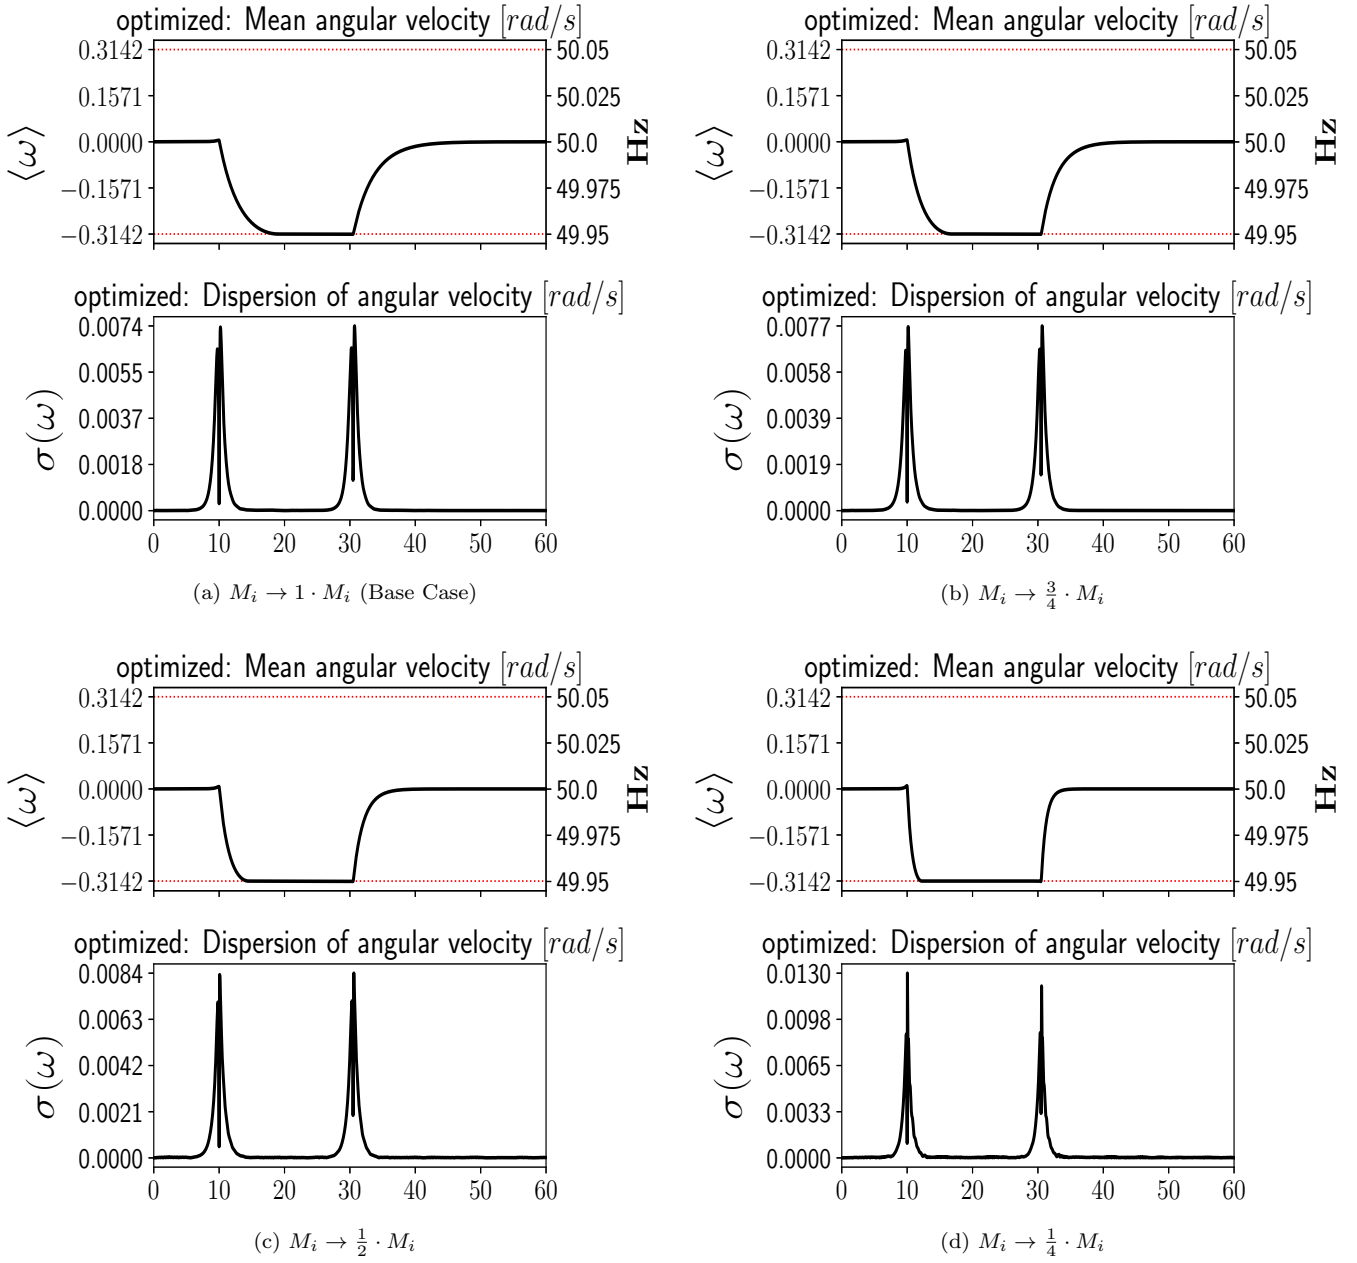 optimized: Mean angular velocity [rad/s]
0.3142
0.1571
0.0000
−0.1571
−0.3142
⟨ω⟩
50.05
50.025
50.0
49.975
49.95
Hz
optimized: Dispersion of angular velocity [rad/s]
0.0074
0.0055
0.0037
0.0018
0.0000
σ(ω)
0 10 20 30 40 50 60
(a) M_i → 1 · M_i (Base Case)
optimized: Mean angular velocity [rad/s]
0.3142
0.1571
0.0000
−0.1571
−0.3142
⟨ω⟩
50.05
50.025
50.0
49.975
49.95
Hz
optimized: Dispersion of angular velocity [rad/s]
0.0077
0.0058
0.0039
0.0019
0.0000
σ(ω)
0 10 20 30 40 50 60
(b) M_i → 3/4 · M_i
optimized: Mean angular velocity [rad/s]
0.3142
0.1571
0.0000
−0.1571
−0.3142
⟨ω⟩
50.05
50.025
50.0
49.975
49.95
Hz
optimized: Dispersion of angular velocity [rad/s]
0.0084
0.0063
0.0042
0.0021
0.0000
σ(ω)
0 10 20 30 40 50 60
(c) M_i → 1/2 · M_i
optimized: Mean angular velocity [rad/s]
0.3142
0.1571
0.0000
−0.1571
−0.3142
⟨ω⟩
50.05
50.025
50.0
49.975
49.95
Hz
optimized: Dispersion of angular velocity [rad/s]
0.0130
0.0098
0.0065
0.0033
0.0000
σ(ω)
0 10 20 30 40 50 60
(d) M_i → 1/4 · M_i